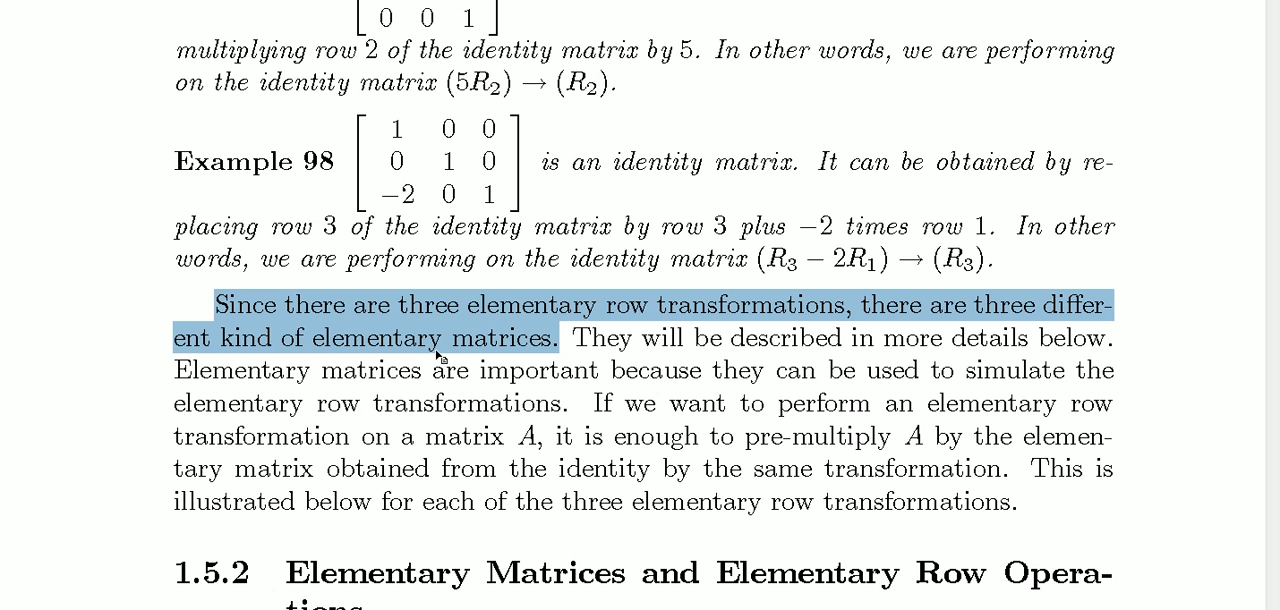 0 0 1
multiplying row 2 of the identity matrix by 5. In other words, we are performing
on the identity matrix (5R₂) → (R₂).
1 0 0
Example 98 0 1 0 is an identity matrix. It can be obtained by re-
−2 0 1
placing row 3 of the identity matrix by row 3 plus −2 times row 1. In other
words, we are performing on the identity matrix (R₃ − 2R₁) → (R₃).
Since there are three elementary row transformations, there are three differ-
ent kind of elementary matrices. They will be described in more details below.
Elementary matrices are important because they can be used to simulate the
elementary row transformations. If we want to perform an elementary row
transformation on a matrix A, it is enough to pre-multiply A by the elemen-
tary matrix obtained from the identity by the same transformation. This is
illustrated below for each of the three elementary row transformations.
1.5.2 Elementary Matrices and Elementary Row Opera-
tions